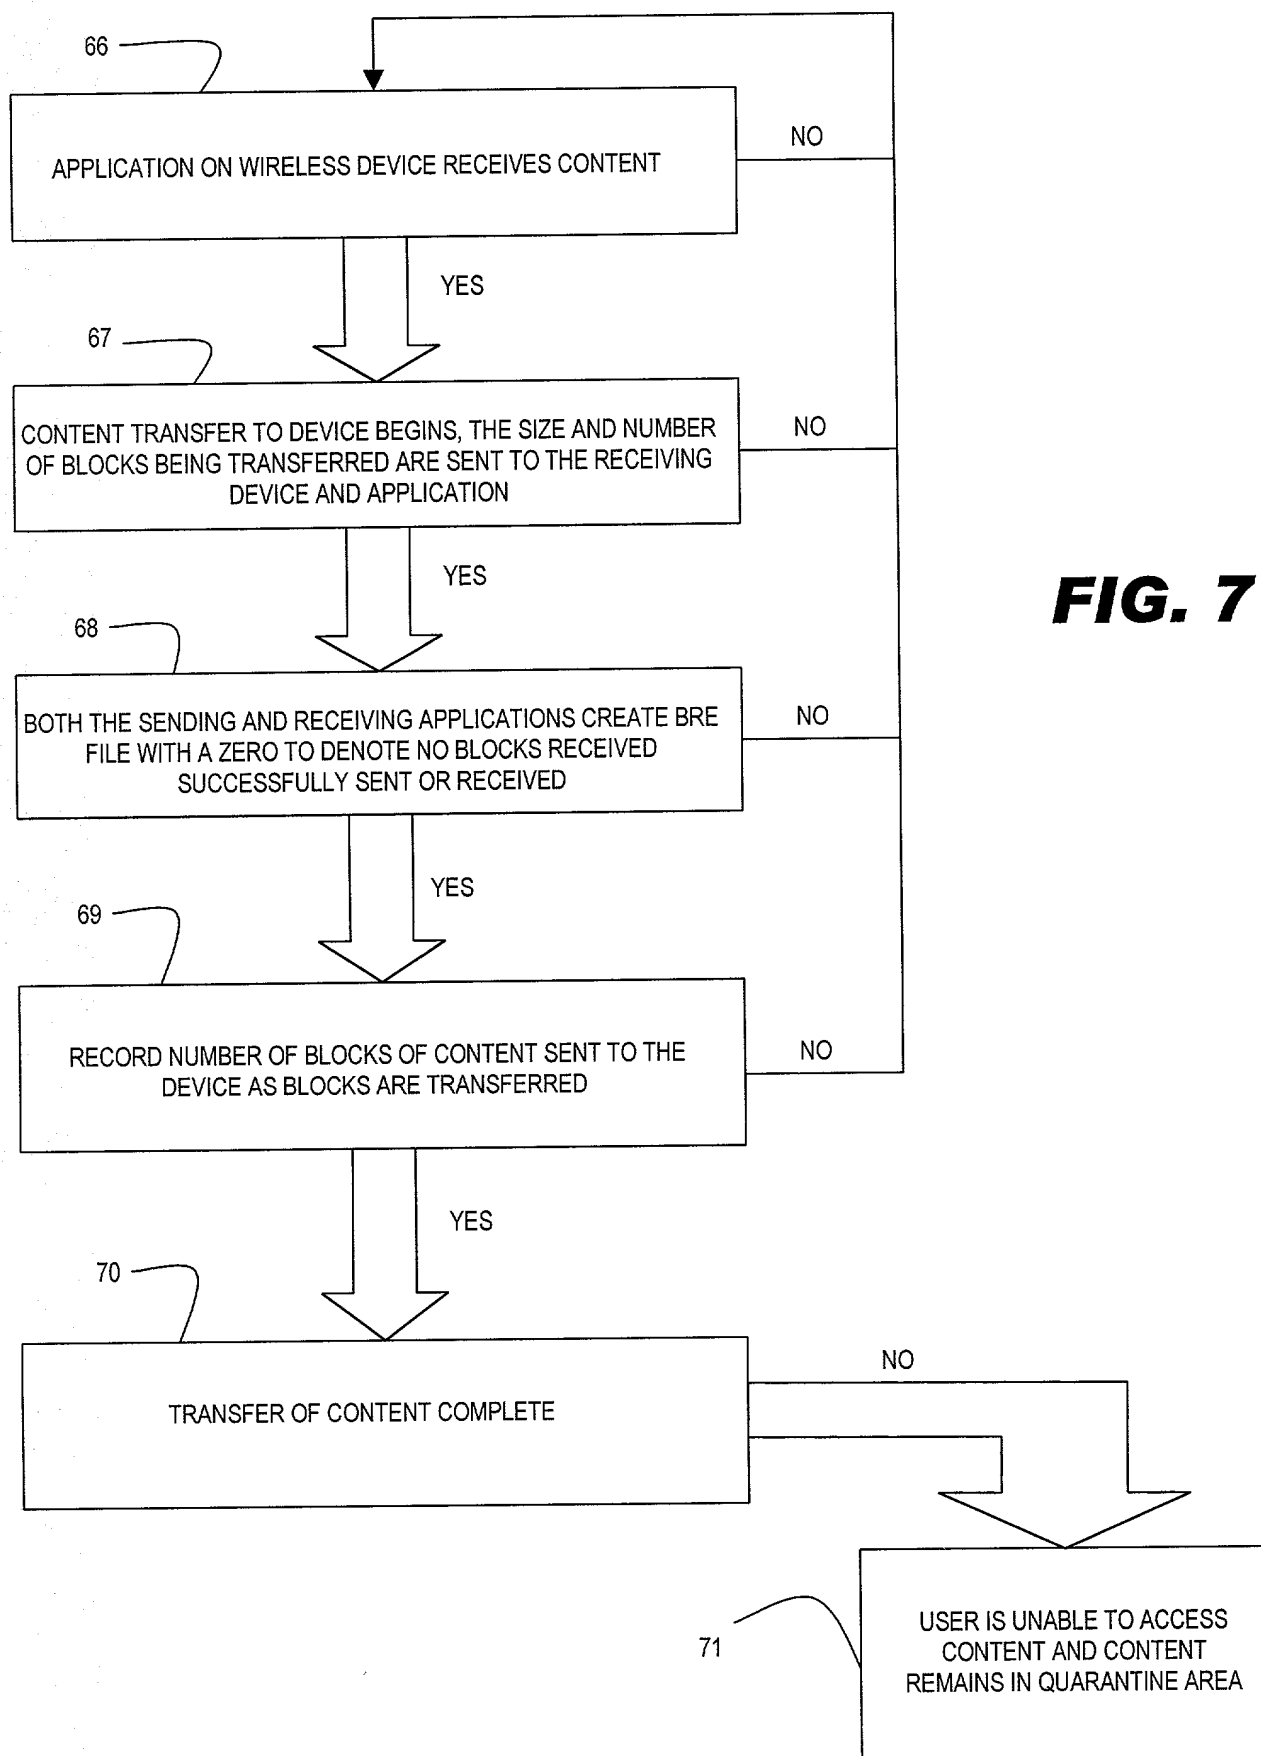 66
APPLICATION ON WIRELESS DEVICE RECEIVES CONTENT
NO
YES
67
CONTENT TRANSFER TO DEVICE BEGINS, THE SIZE AND NUMBER
OF BLOCKS BEING TRANSFERRED ARE SENT TO THE RECEIVING
DEVICE AND APPLICATION
NO
YES
FIG. 7
68
BOTH THE SENDING AND RECEIVING APPLICATIONS CREATE BRE
FILE WITH A ZERO TO DENOTE NO BLOCKS RECEIVED
SUCCESSFULLY SENT OR RECEIVED
NO
YES
69
RECORD NUMBER OF BLOCKS OF CONTENT SENT TO THE
DEVICE AS BLOCKS ARE TRANSFERRED
NO
YES
70
TRANSFER OF CONTENT COMPLETE
NO
71
USER IS UNABLE TO ACCESS
CONTENT AND CONTENT
REMAINS IN QUARANTINE AREA